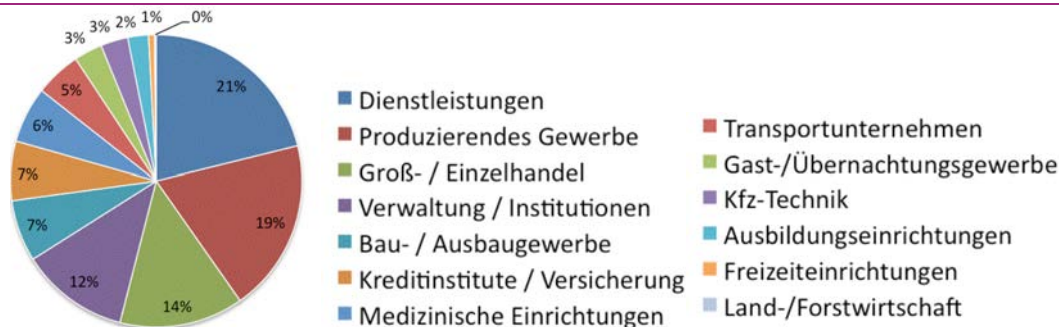 3% 3% 2% 1% 0%
5%
21%
6%
7%
7%
12%
14%
19%
Dienstleistungen
Produzierendes Gewerbe
Groß- / Einzelhandel
Verwaltung / Institutionen
Bau- / Ausbaugewerbe
Kreditinstitute / Versicherung
Medizinische Einrichtungen
Transportunternehmen
Gast-/Übernachtungsgewerbe
Kfz-Technik
Ausbildungseinrichtungen
Freizeiteinrichtungen
Land-/Forstwirtschaft